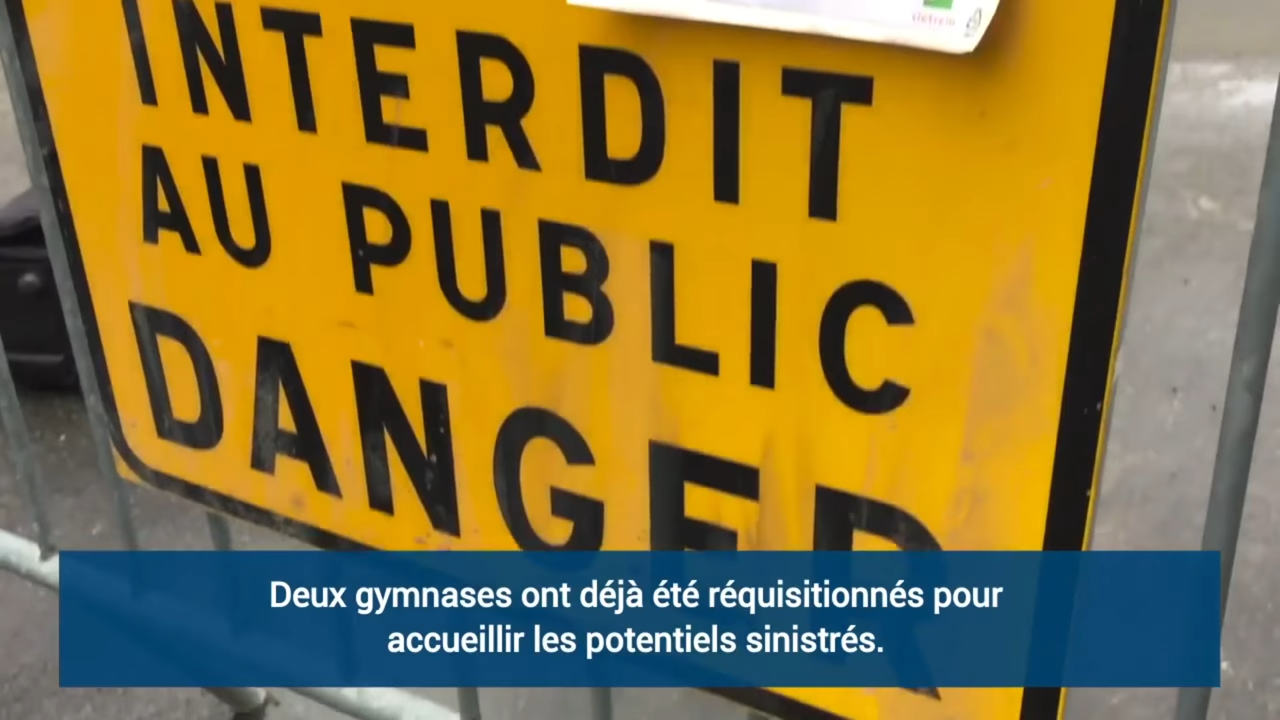 INTERDIT
AU PUBLIC
DANGER
Deux gymnases ont déjà été réquisitionnés pour
accueillir les potentiels sinistrés.